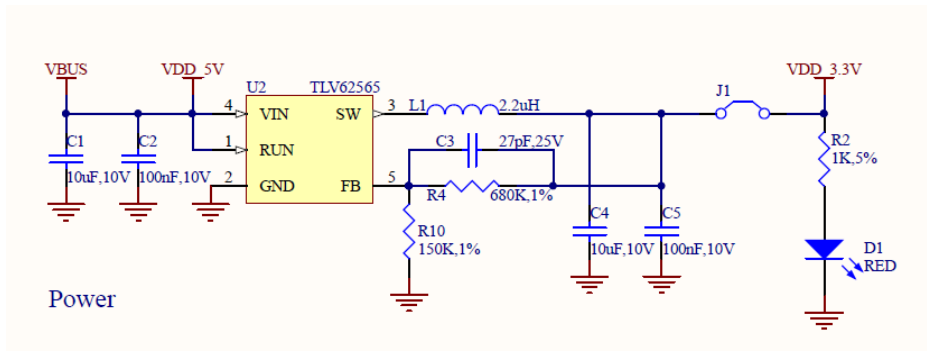 VBUS
VDD_5V
VDD_3.3V
U2
TLV62565
J1
4
VIN
SW
3
L1
2.2uH
C1
C2
1
RUN
C3
27pF,25V
R2
1K,5%
10uF,10V
100nF,10V
2
GND
FB
5
R4
680K,1%
C4
C5
R10
150K,1%
10uF,10V
100nF,10V
D1
RED
Power